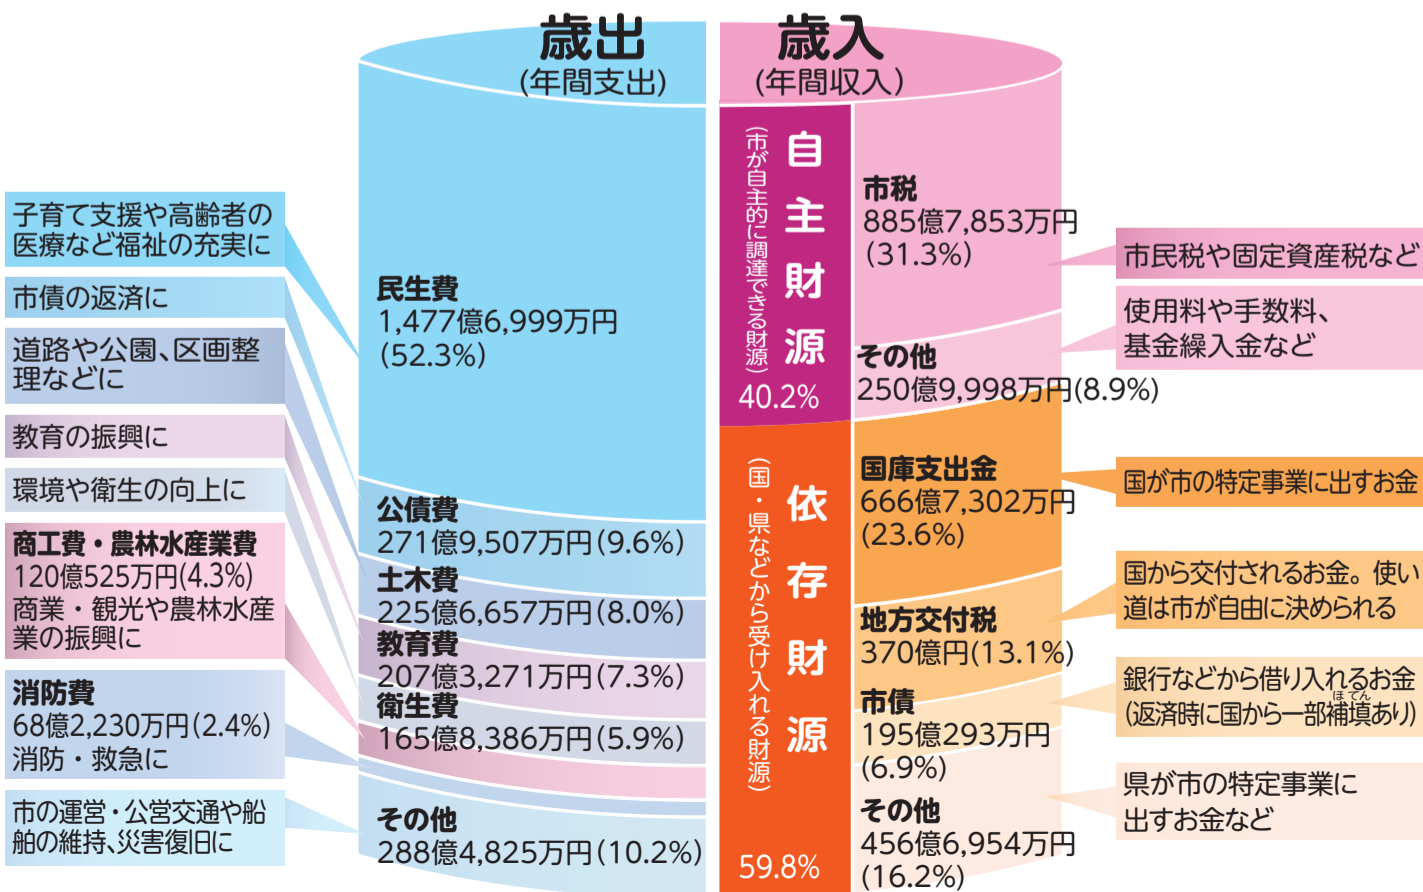 歳出
(年間支出)
子育て支援や高齢者の
医療など福祉の充実に
市債の返済に
道路や公園、区画整
理などに
教育の振興に
環境や衛生の向上に
商工費・農林水産業費
120億525万円(4.3%)
商業・観光や農林水産
業の振興に
消防費
68億2,230万円(2.4%)
消防・救急に
市の運営・公営交通や船
舶の維持、災害復旧に
民生費
1,477億6,999万円
(52.3%)
公債費
271億9,507万円(9.6%)
土木費
225億6,657万円(8.0%)
教育費
207億3,271万円(7.3%)
衛生費
165億8,386万円(5.9%)
その他
288億4,825万円(10.2%)
歳入
(年間収入)
自主財源
(市が自主的に調達できる財源)
40.2%
依存財源
(国・県などから受け入れる財源)
59.8%
市税
885億7,853万円
(31.3%)
その他
250億9,998万円(8.9%)
国庫支出金
666億7,302万円
(23.6%)
地方交付税
370億円(13.1%)
市債
195億293万円
(6.9%)
その他
456億6,954万円
(16.2%)
市民税や固定資産税など
使用料や手数料、
基金繰入金など
国が市の特定事業に出すお金
国から交付されるお金。使い
道は市が自由に決められる
銀行などから借り入れるお金
ほてん
(返済時に国から一部補填あり)
県が市の特定事業に
出すお金など